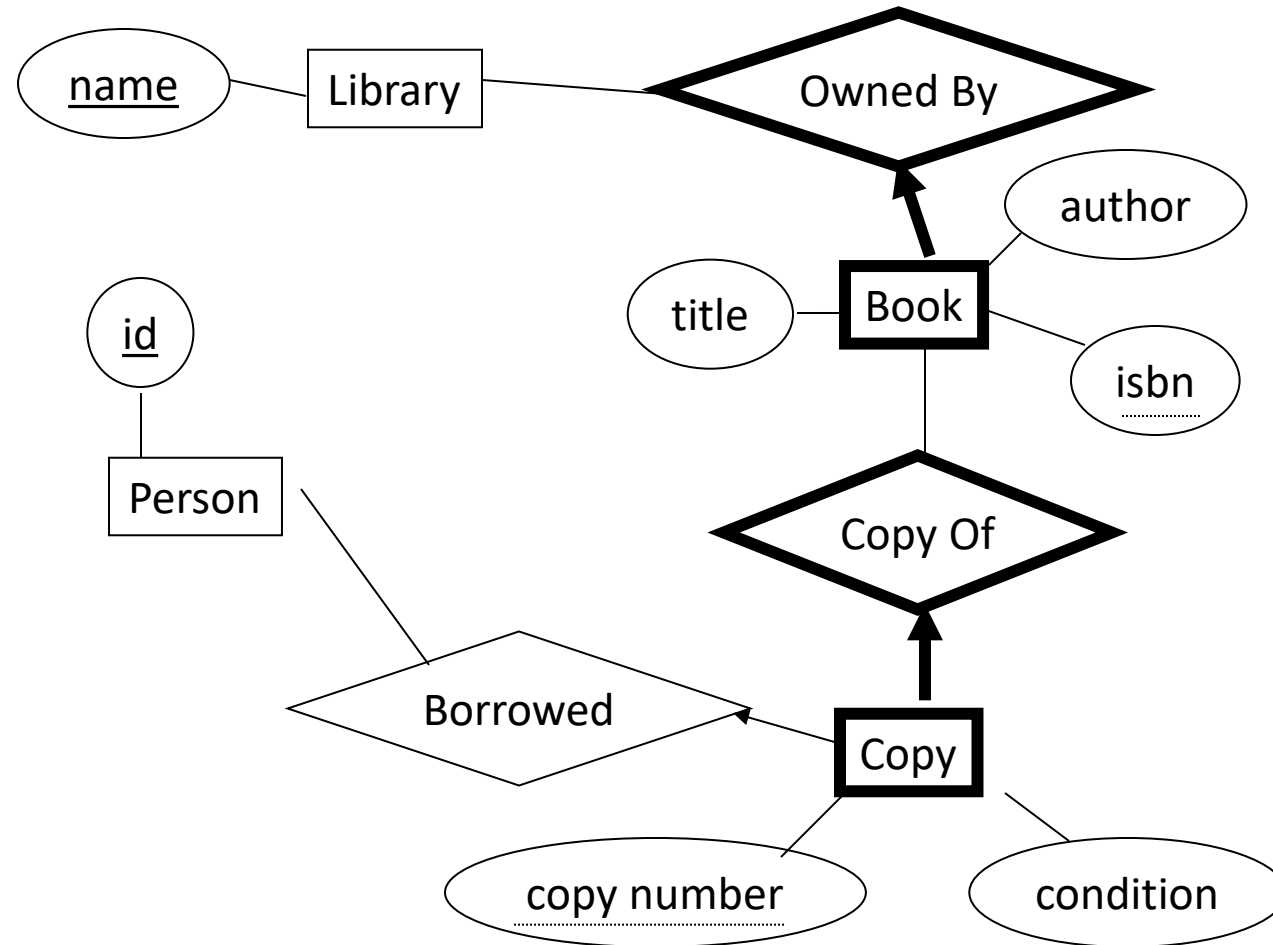 name
Library
Owned By
author
title
Book
isbn
id
Person
Copy Of
Borrowed
Copy
copy number
condition